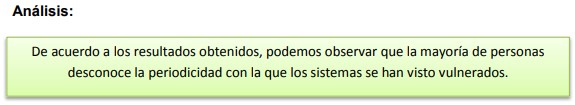 Análisis:
De acuerdo a los resultados obtenidos, podemos observar que la mayoría de personas
desconoce la periodicidad con la que los sistemas se han visto vulnerados.